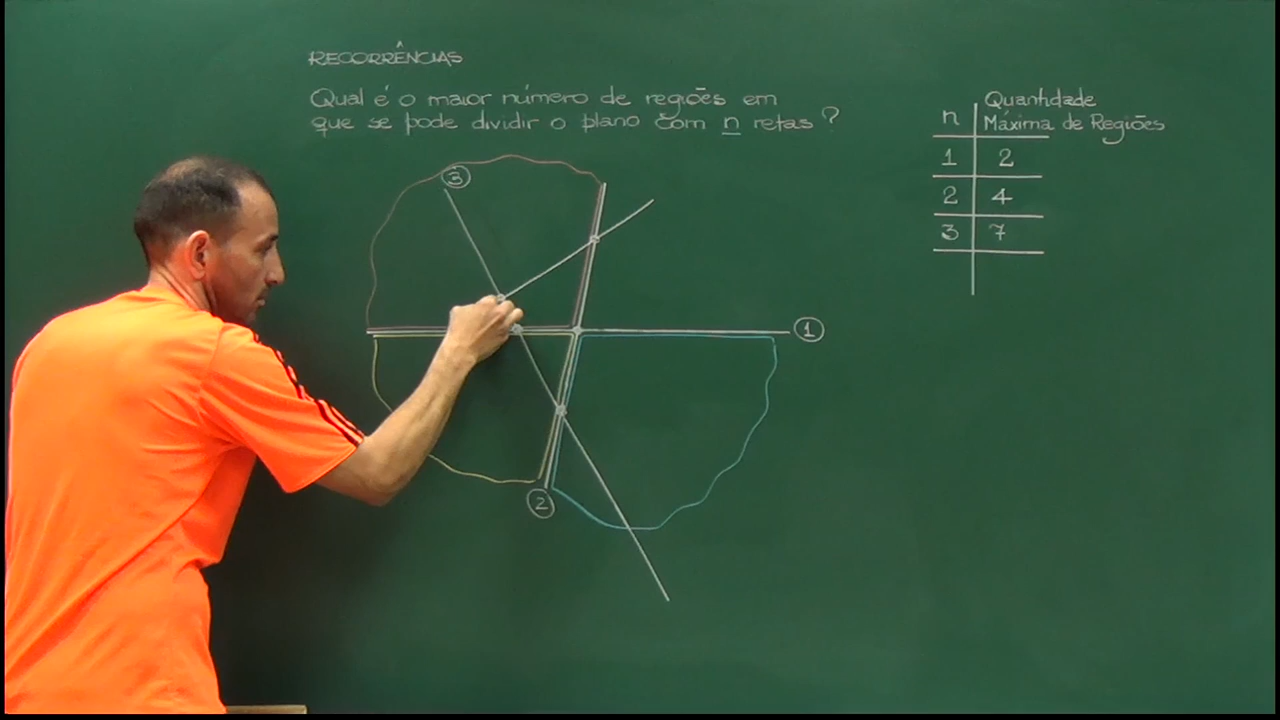 RECORRÊNCIAS
Qual é o maior número de regiões em
que se pode dividir o plano com n retas?
n Quantidade
Máxima de Regiões
1 2
2 4
3 7
3
1
2